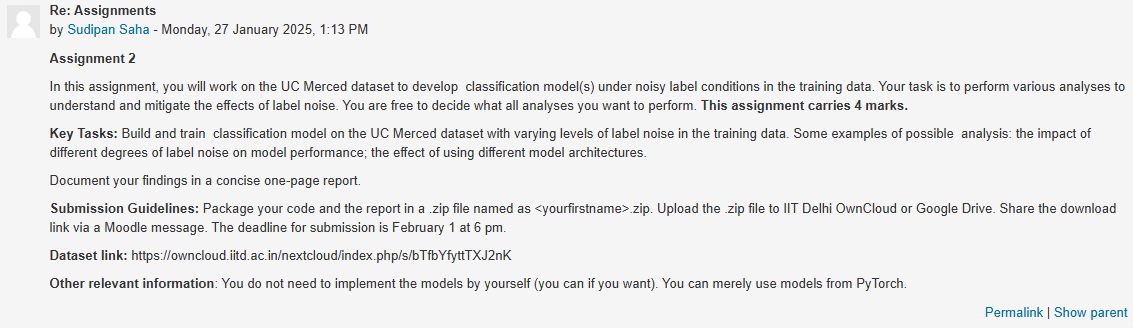 Re: Assignments
by Sudipan Saha - Monday, 27 January 2025, 1:13 PM
Assignment 2
In this assignment, you will work on the UC Merced dataset to develop  classification model(s) under noisy label conditions in the training data. Your task is to perform various analyses to
understand and mitigate the effects of label noise. You are free to decide what all analyses you want to perform. This assignment carries 4 marks.
Key Tasks: Build and train  classification model on the UC Merced dataset with varying levels of label noise in the training data. Some examples of possible  analysis: the impact of
different degrees of label noise on model performance; the effect of using different model architectures.
Document your findings in a concise one-page report.
Submission Guidelines: Package your code and the report in a .zip file named as <yourfirstname>.zip. Upload the .zip file to IIT Delhi OwnCloud or Google Drive. Share the download
link via a Moodle message. The deadline for submission is February 1 at 6 pm.
Dataset link: https://owncloud.iitd.ac.in/nextcloud/index.php/s/bTfbYfyttTXJ2nK
Other relevant information: You do not need to implement the models by yourself (you can if you want). You can merely use models from PyTorch.
Permalink | Show parent